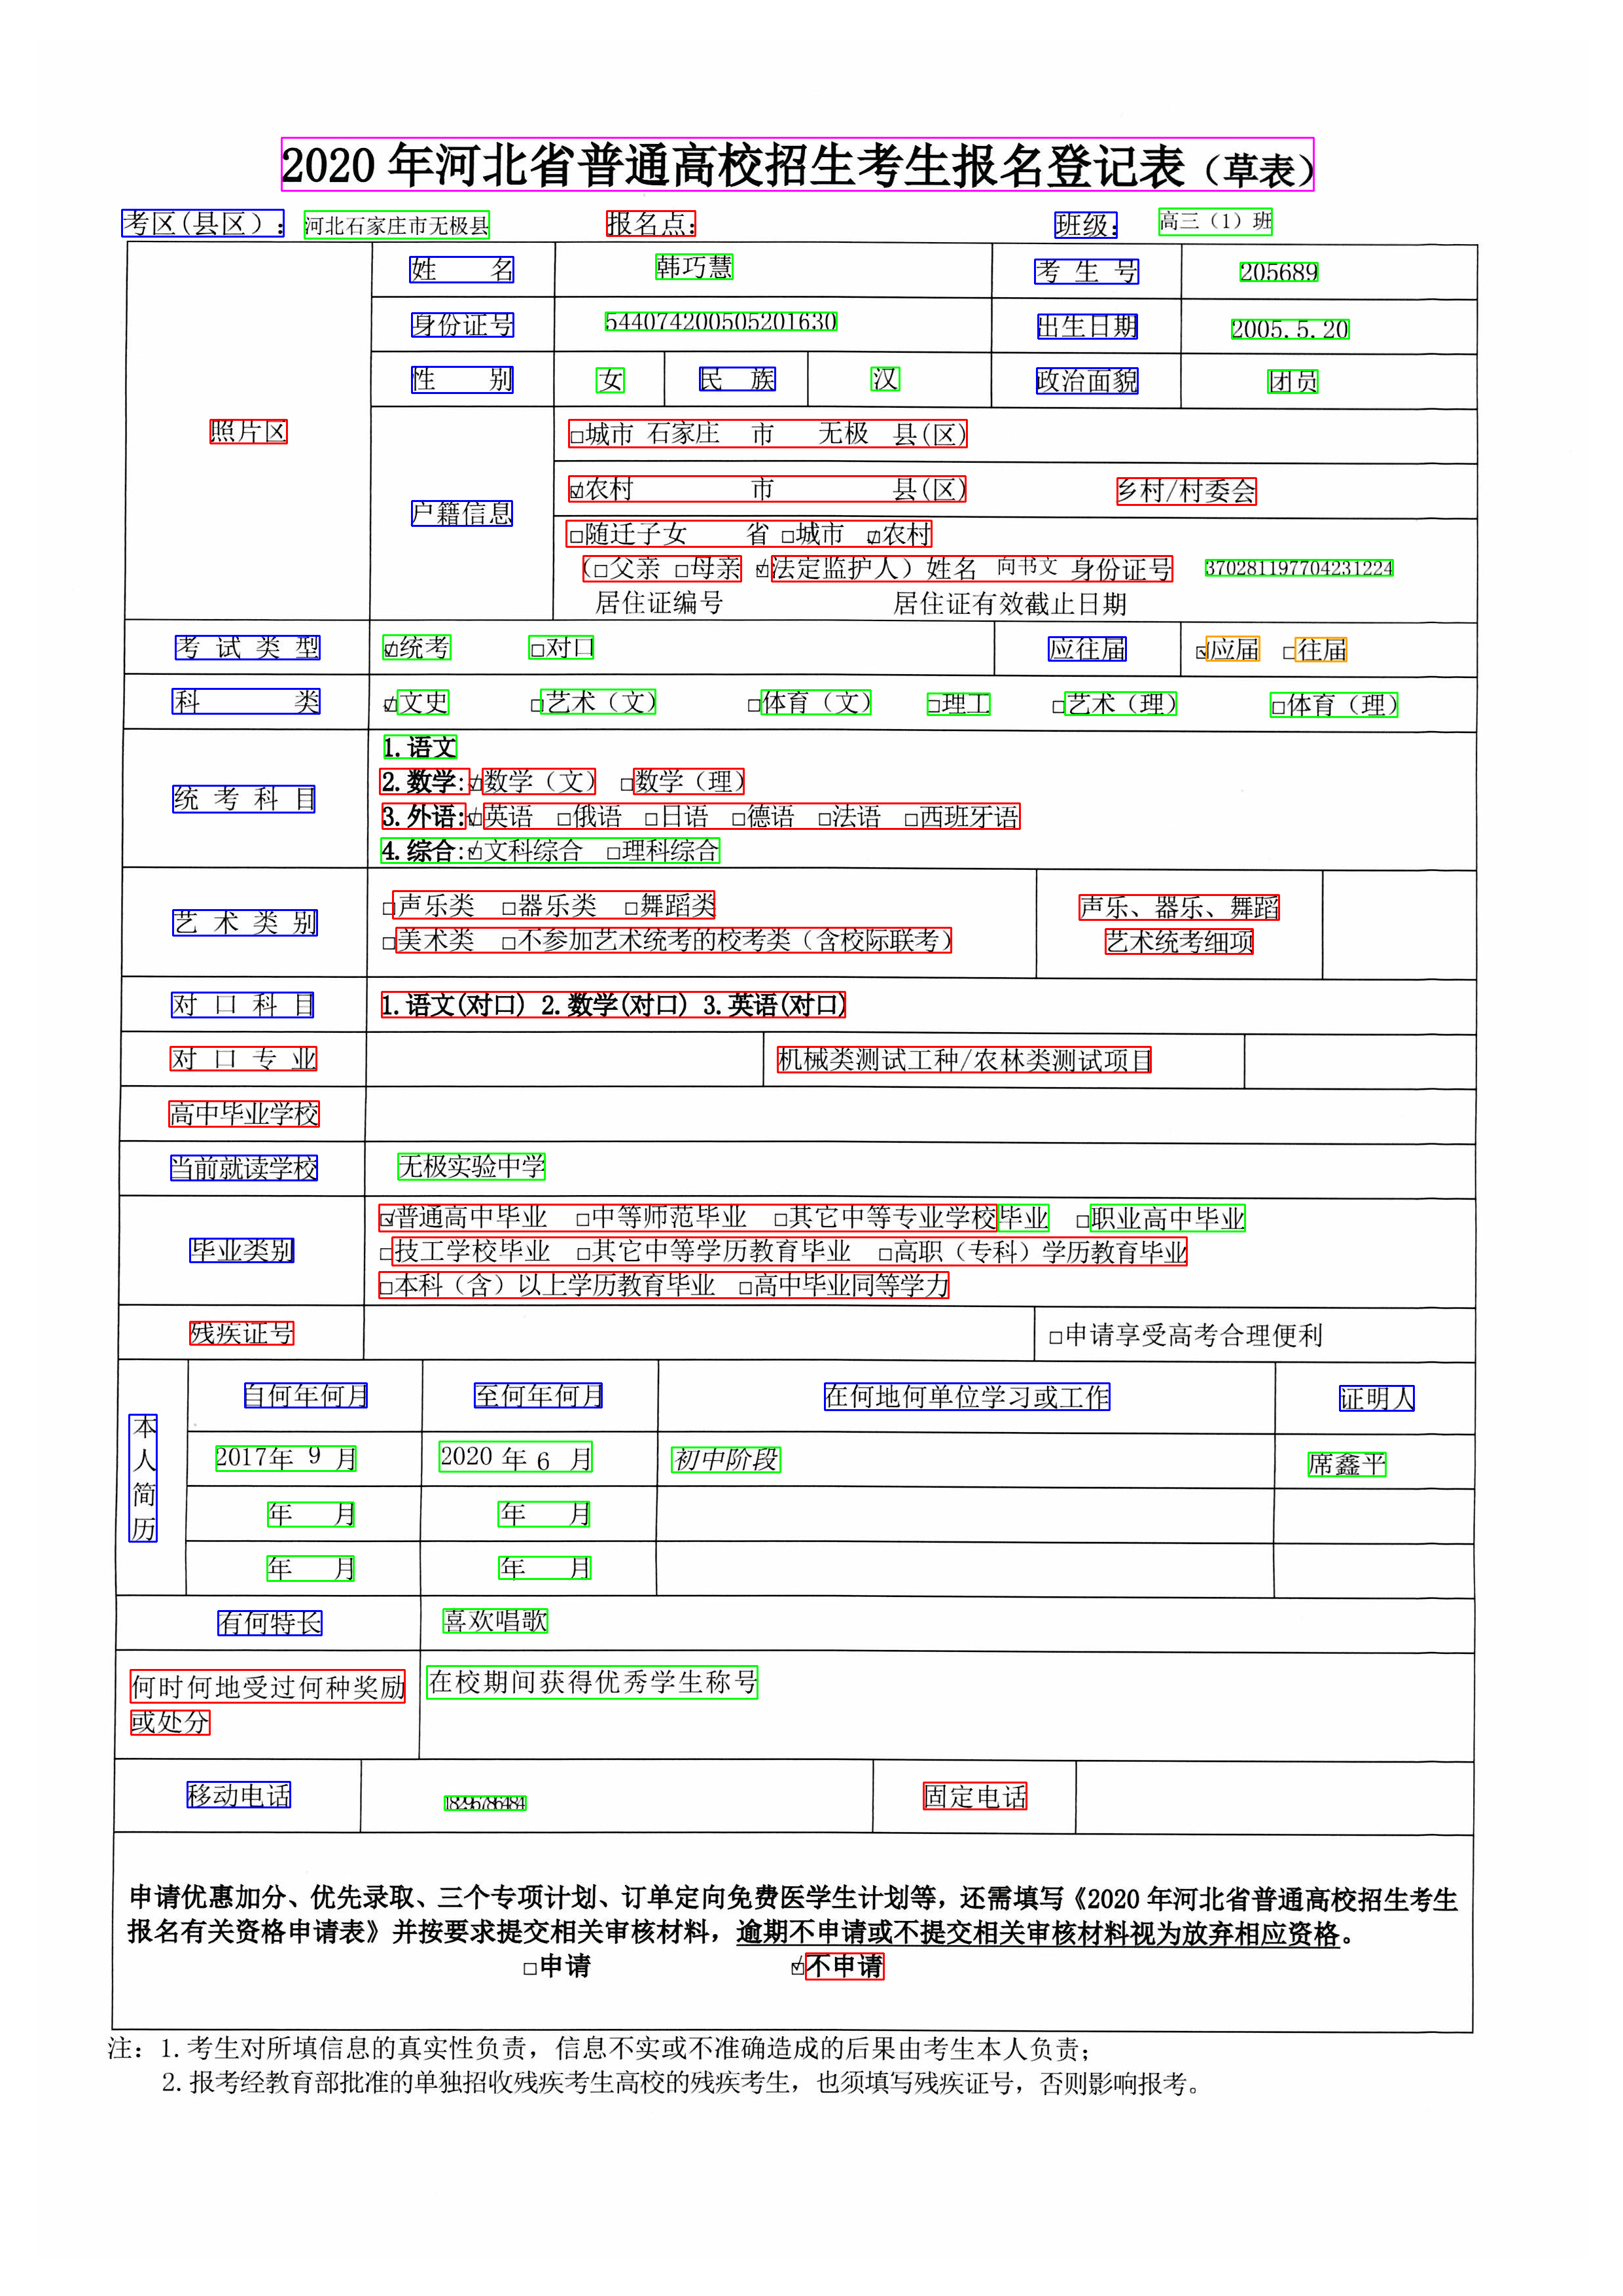 2020 年河北省普通高校招生考生报名登记表（草表）
考区(县区）： 河北石家庄市无极县 报名点： 班级： 高三（1）班
照片区
姓 名 韩巧慧 考 生 号 205689
身份证号 544074200505201630 出生日期 2005.5.20
性 别 女 民 族 汉 政治面貌 团员
户籍信息
□城市 石家庄 市 无极 县(区)
☑农村 市 县(区) 乡村/村委会
□随迁子女 省 □城市 ☑农村
（□父亲 □母亲 ☑法定监护人）姓名 向书文 身份证号 370281197704231224
居住证编号 居住证有效截止日期
考 试 类 型 ☑统考 □对口 应往届 ☑应届 □往届
科 类 ☑文史 □艺术（文） □体育（文） □理工 □艺术（理） □体育（理）
统 考 科 目
1.语文
2.数学:☑数学（文） □数学（理）
3.外语:☑英语 □俄语 □日语 □德语 □法语 □西班牙语
4.综合:☑文科综合 □理科综合
艺 术 类 别
□声乐类 □器乐类 □舞蹈类
□美术类 □不参加艺术统考的校考类（含校际联考）
声乐、器乐、舞蹈
艺术统考细项
对 口 科 目 1.语文(对口) 2.数学(对口) 3.英语(对口)
对 口 专 业 机械类测试工种/农林类测试项目
高中毕业学校
当前就读学校 无极实验中学
毕业类别
☑普通高中毕业 □中等师范毕业 □其它中等专业学校毕业 □职业高中毕业
□技工学校毕业 □其它中等学历教育毕业 □高职（专科）学历教育毕业
□本科（含）以上学历教育毕业 □高中毕业同等学力
残疾证号 □申请享受高考合理便利
本人简历
自何年何月 至何年何月 在何地何单位学习或工作 证明人
2017年 9 月 2020 年 6 月 初中阶段 席鑫平
年 月 年 月
年 月 年 月
有何特长 喜欢唱歌
何时何地受过何种奖励
或处分
在校期间获得优秀学生称号
移动电话 18295786484 固定电话
申请优惠加分、优先录取、三个专项计划、订单定向免费医学生计划等，还需填写《2020 年河北省普通高校招生考生
报名有关资格申请表》并按要求提交相关审核材料，逾期不申请或不提交相关审核材料视为放弃相应资格。
□申请 ☑不申请
注：1.考生对所填信息的真实性负责，信息不实或不准确造成的后果由考生本人负责；
2.报考经教育部批准的单独招收残疾考生高校的残疾考生，也须填写残疾证号，否则影响报考。